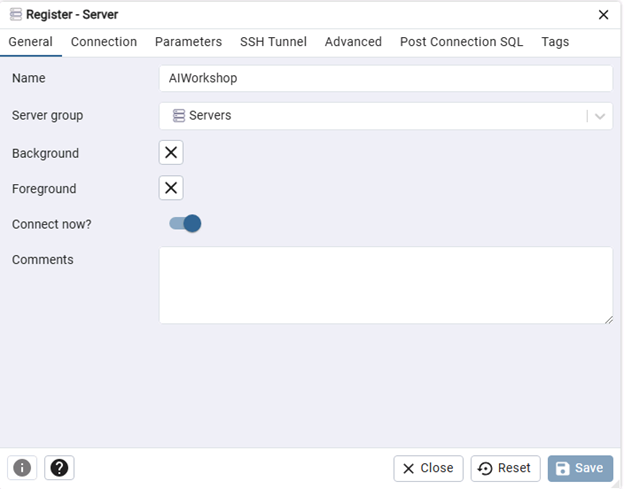 Register - Server
General Connection Parameters SSH Tunnel Advanced Post Connection SQL Tags
Name AIWorkshop
Server group Servers
Background
Foreground
Connect now?
Comments
Close Reset Save